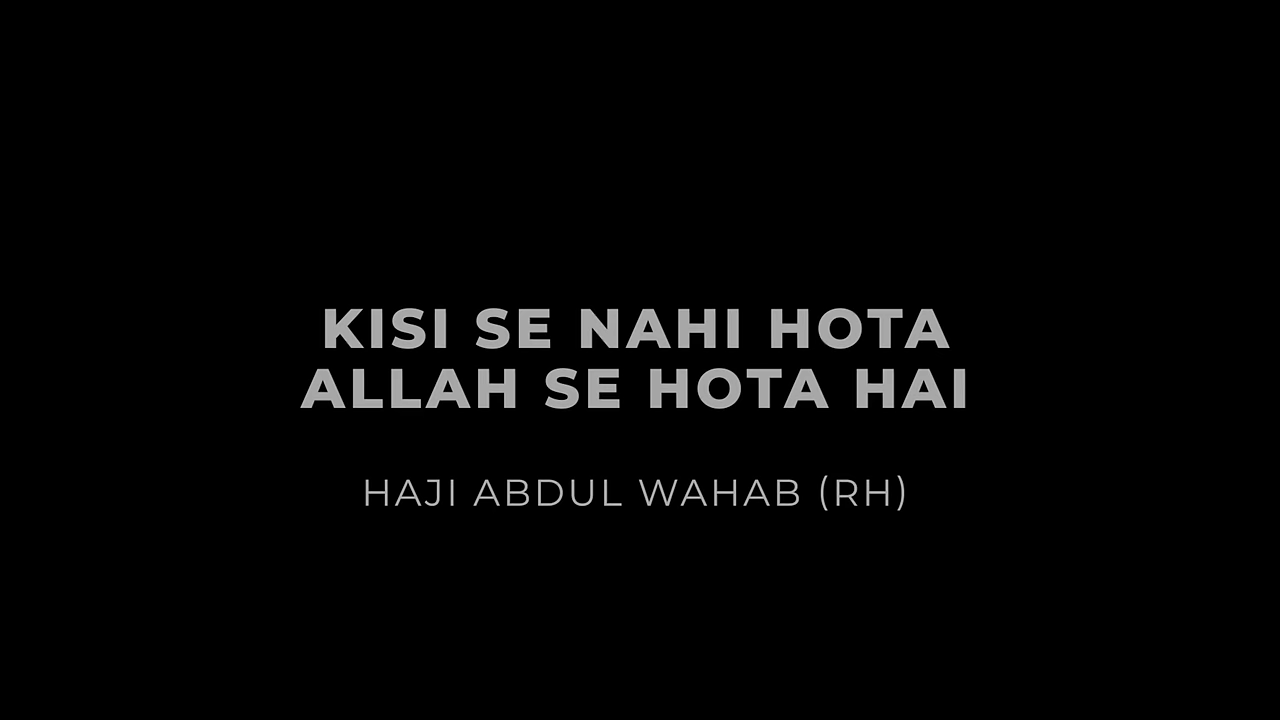 KISI SE NAHI HOTA
ALLAH SE HOTA HAI
HAJI ABDUL WAHAB (RH)